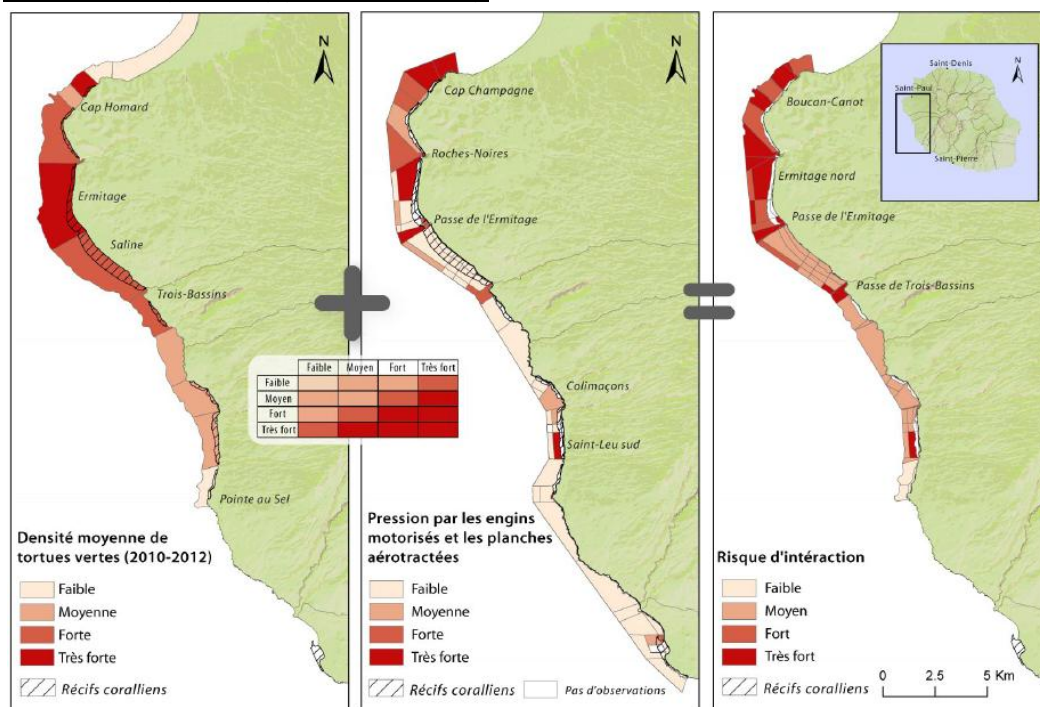 N
Cap Homard
Ermitage
Saline
Trois-Bassins
Pointe au Sel
Densité moyenne de
tortues vertes (2010-2012)
Faible
Moyenne
Forte
Très forte
Récifs coralliens
+
Faible Moyen Fort Très fort
Faible
Moyen
Fort
Très fort
N
Cap Champagne
Roches-Noires
Passe de l'Ermitage
Colimaçons
Saint-Leu sud
Pression par les engins
motorisés et les planches
aérotractées
Faible
Moyenne
Forte
Très forte
Récifs coralliens Pas d'observations
=
N
Saint-Denis
Saint-Paul
Saint-Pierre
Boucan-Canot
Ermitage nord
Passe de l'Ermitage
Passe de Trois-Bassins
Risque d'intéraction
Faible
Moyen
Fort
Très fort
Récifs coralliens
0 2.5 5 Km